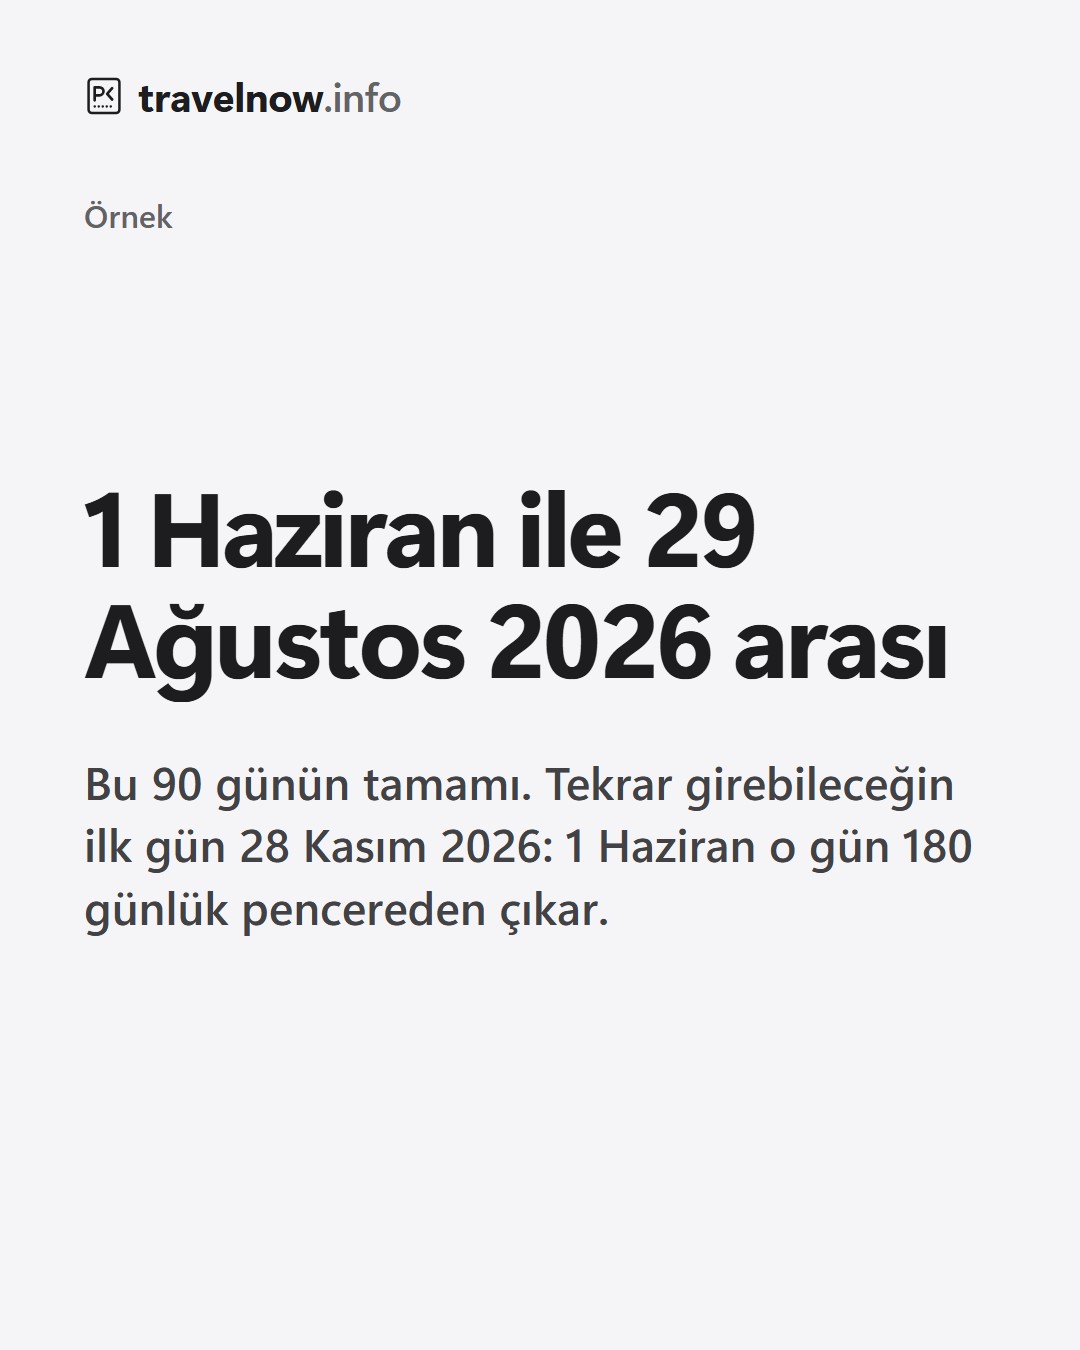 travelnow.info
Örnek
1 Haziran ile 29
Ağustos 2026 arası
Bu 90 günün tamamı. Tekrar girebileceğin
ilk gün 28 Kasım 2026: 1 Haziran o gün 180
günlük pencereden çıkar.